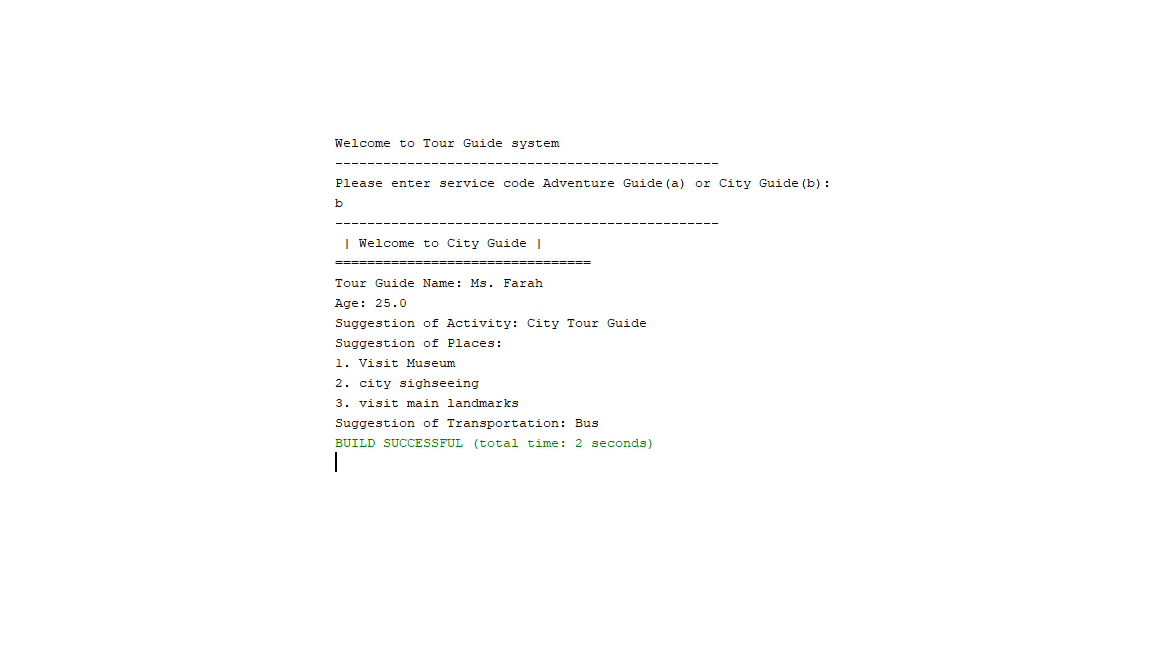 Welcome to Tour Guide system
------------------------------------------------
Please enter service code Adventure Guide(a) or City Guide(b):
b
------------------------------------------------
| Welcome to City Guide |
================================
Tour Guide Name: Ms. Farah
Age: 25.0
Suggestion of Activity: City Tour Guide
Suggestion of Places:
1. Visit Museum
2. city sighseeing
3. visit main landmarks
Suggestion of Transportation: Bus
BUILD SUCCESSFUL (total time: 2 seconds)